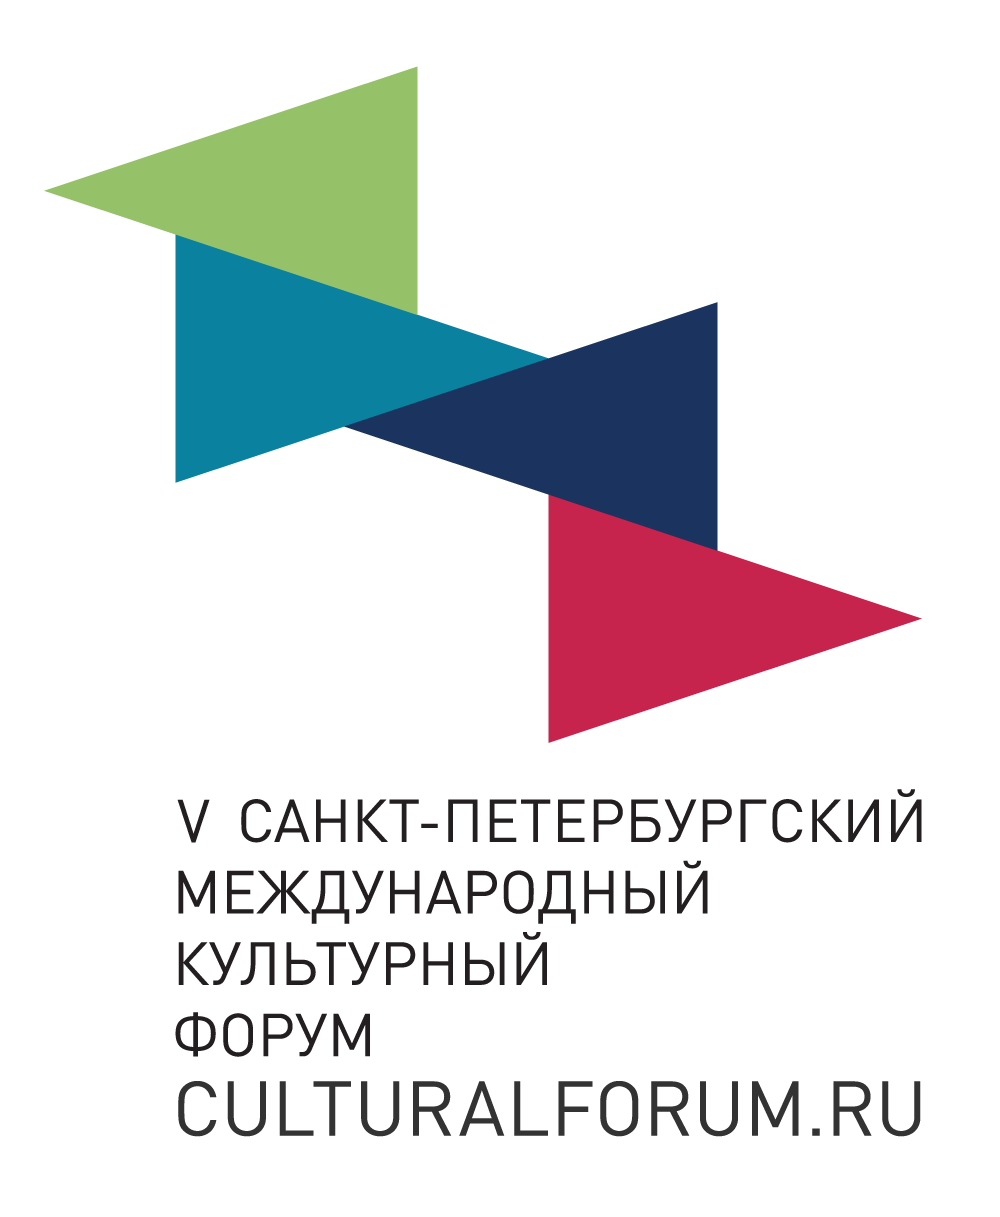 V САНКТ-ПЕТЕРБУРГСКИЙ
МЕЖДУНАРОДНЫЙ
КУЛЬТУРНЫЙ
ФОРУМ
CULTURALFORUM.RU